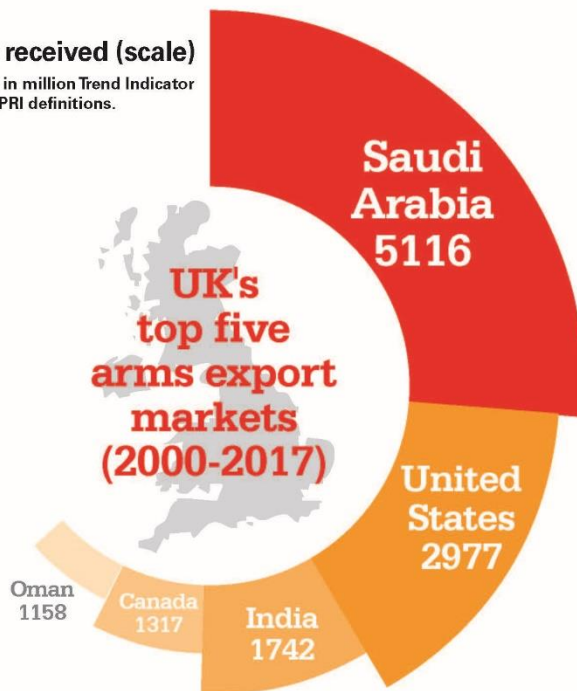 received (scale)
in million Trend Indicator
PRI definitions.
Saudi
Arabia
5116
UK's
top five
arms export
markets
(2000-2017)
United
States
2977
Oman
1158
Canada
1317
India
1742